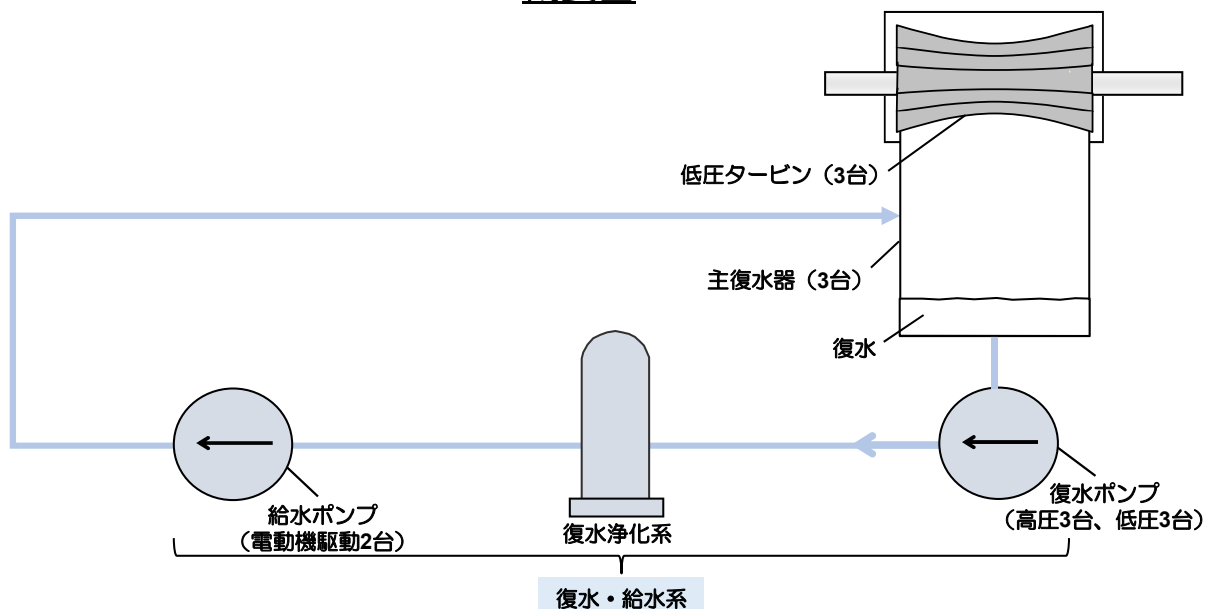 低圧タービン（3台）
主復水器（3台）
復水
給水ポンプ
（電動機駆動2台）
復水浄化系
復水ポンプ
（高圧3台、低圧3台）
復水・給水系